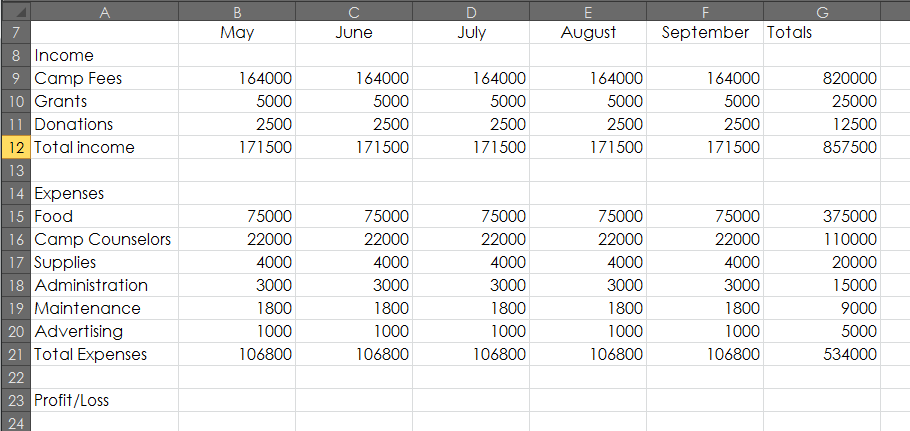 A B C D E F G
7 May June July August September Totals
8 Income
9 Camp Fees 164000 164000 164000 164000 164000 820000
10 Grants 5000 5000 5000 5000 5000 25000
11 Donations 2500 2500 2500 2500 2500 12500
12 Total income 171500 171500 171500 171500 171500 857500
13
14 Expenses
15 Food 75000 75000 75000 75000 75000 375000
16 Camp Counselors 22000 22000 22000 22000 22000 110000
17 Supplies 4000 4000 4000 4000 4000 20000
18 Administration 3000 3000 3000 3000 3000 15000
19 Maintenance 1800 1800 1800 1800 1800 9000
20 Advertising 1000 1000 1000 1000 1000 5000
21 Total Expenses 106800 106800 106800 106800 106800 534000
22
23 Profit/Loss
24